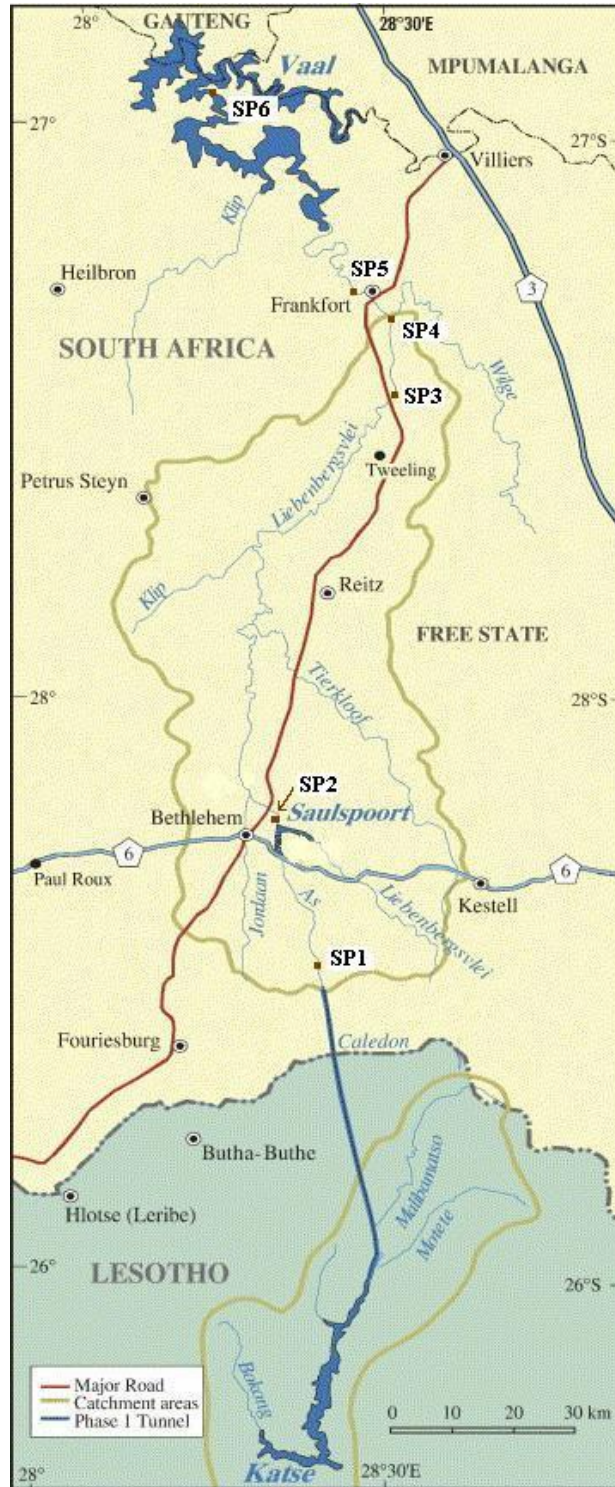 28°
28°30'E
GAUTENG
Vaal
MPUMALANGA
SP6
27°
27°S
Villiers
Klip
SP5
Heilbron
Frankfort
3
SP4
SOUTH AFRICA
Wilge
SP3
Tweeling
Liebenbergsvlei
Petrus Steyn
Klip
Reitz
FREE STATE
28°
28°S
Tierkloof
SP2
Saulspoort
Bethlehem
6
6
Paul Roux
Jordaan
As
Liebenbergsvlei
Kestell
SP1
Fouriesburg
Caledon
Butha-Buthe
Malibamatso
Motete
Hlotse (Leribe)
26°
26°S
LESOTHO
Bokong
Major Road
Catchment areas
Phase 1 Tunnel
0 10 20 30 km
Katse
28°
28°30'E